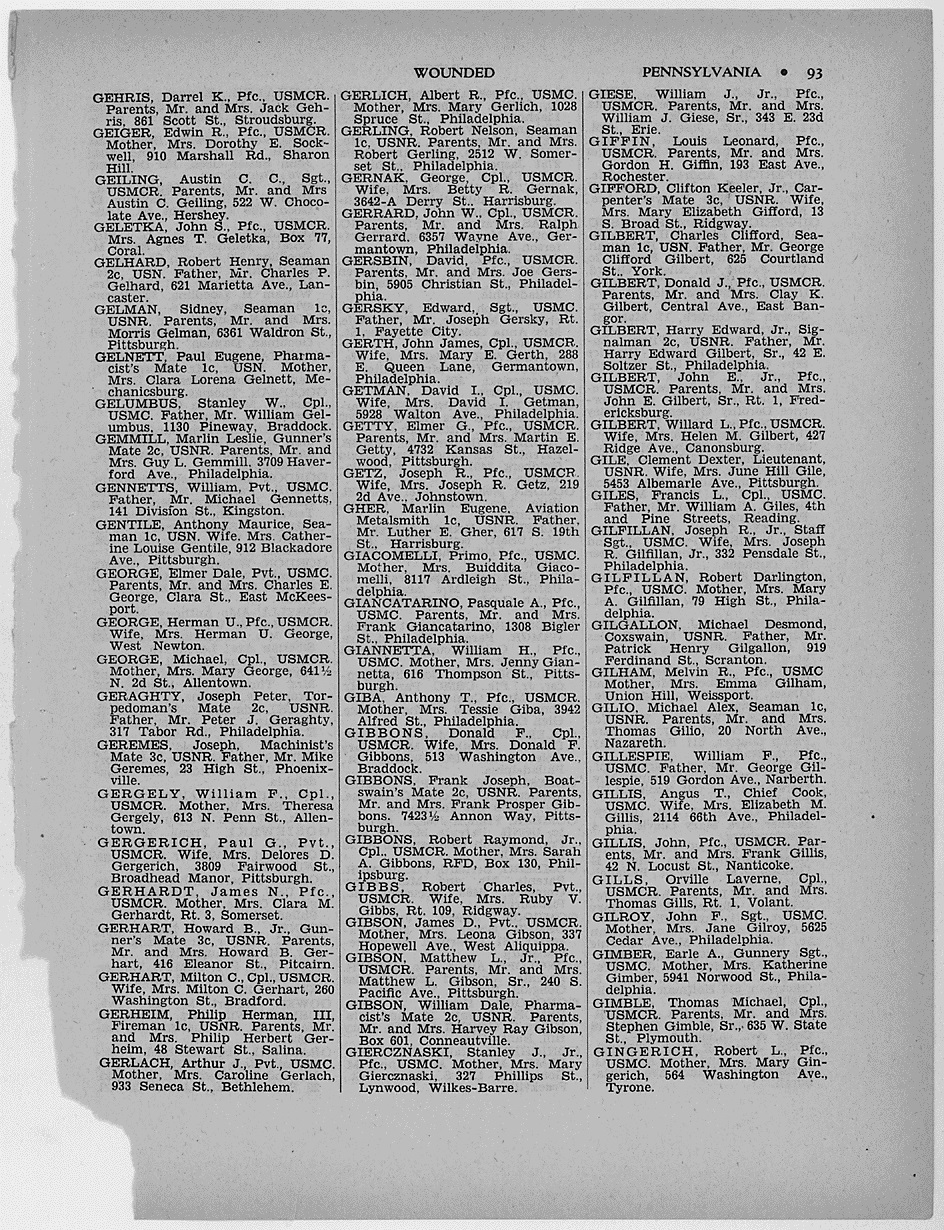 WOUNDED
PENNSYLVANIA • 93
GEHRIS, Darrel K., Pfc., USMCR.
Parents, Mr. and Mrs. Jack Geh-
ris, 861 Scott St., Stroudsburg.
GEIGER, Edwin R., Pfc., USMCR.
Mother, Mrs. Dorothy E. Sock-
well, 910 Marshall Rd., Sharon
Hill.
GEILING, Austin C. C., Sgt.,
USMCR. Parents, Mr. and Mrs
Austin C. Geiling, 522 W. Choco-
late Ave., Hershey.
GELETKA, John S., Pfc., USMCR.
Mrs. Agnes T. Geletka, Box 77,
Coral.
GELHARD, Robert Henry, Seaman
2c, USN. Father, Mr. Charles P.
Gelhard, 621 Marietta Ave., Lan-
caster.
GELMAN, Sidney, Seaman 1c,
USNR. Parents, Mr. and Mrs.
Morris Gelman, 6361 Waldron St.,
Pittsburgh.
GELNETT, Paul Eugene, Pharma-
cist's Mate 1c, USN. Mother,
Mrs. Clara Lorena Gelnett, Me-
chanicsburg.
GELUMBUS, Stanley W., Cpl.,
USMC. Father, Mr. William Gel-
umbus, 1130 Pineway, Braddock.
GEMMILL, Marlin Leslie, Gunner's
Mate 2c, USNR. Parents, Mr. and
Mrs. Guy L. Gemmill, 3709 Haver-
ford Ave., Philadelphia.
GENNETTS, William, Pvt., USMC.
Father, Mr. Michael Gennetts,
141 Division St., Kingston.
GENTILE, Anthony Maurice, Sea-
man 1c, USN. Wife. Mrs. Cather-
ine Louise Gentile, 912 Blackadore
Ave., Pittsburgh.
GEORGE, Elmer Dale, Pvt., USMC.
Parents, Mr. and Mrs. Charles E.
George, Clara St., East McKees-
port.
GEORGE, Herman U., Pfc., USMCR.
Wife, Mrs. Herman U. George,
West Newton.
GEORGE, Michael, Cpl., USMCR.
Mother, Mrs. Mary George, 641½
N. 2d St., Allentown.
GERAGHTY, Joseph Peter, Tor-
pedoman's Mate 2c, USNR.
Father, Mr. Peter J. Geraghty,
317 Tabor Rd., Philadelphia.
GEREMES, Joseph, Machinist's
Mate 3c, USNR. Father, Mr. Mike
Geremes, 23 High St., Phoenix-
ville.
GERGELY, William F., Cpl.,
USMCR. Mother, Mrs. Theresa
Gergely, 613 N. Penn St., Allen-
town.
GERGERICH, Paul G., Pvt.,
USMCR. Wife, Mrs. Delores D.
Gergerich, 3809 Fairwood St.,
Broadhead Manor, Pittsburgh.
GERHARDT, James N., Pfc.,
USMCR. Mother, Mrs. Clara M.
Gerhardt, Rt. 3, Somerset.
GERHART, Howard B., Jr., Gun-
ner's Mate 3c, USNR. Parents,
Mr. and Mrs. Howard B. Ger-
hart, 416 Eleanor St., Pitcairn.
GERHART, Milton C., Cpl., USMCR.
Wife, Mrs. Milton C. Gerhart, 260
Washington St., Bradford.
GERHEIM, Philip Herman, III,
Fireman 1c, USNR. Parents, Mr.
and Mrs. Philip Herbert Ger-
heim, 48 Stewart St., Salina.
GERLACH, Arthur J., Pvt., USMC.
Mother, Mrs. Caroline Gerlach,
933 Seneca St., Bethlehem.
GERLICH, Albert R., Pfc., USMC.
Mother, Mrs. Mary Gerlich, 1028
Spruce St., Philadelphia.
GERLING, Robert Nelson, Seaman
1c, USNR. Parents, Mr. and Mrs.
Robert Gerling, 2512 W. Somer-
set St., Philadelphia.
GERNAK, George, Cpl., USMCR.
Wife, Mrs. Betty R. Gernak,
3642-A Derry St., Harrisburg.
GERRARD, John W., Cpl., USMCR.
Parents, Mr. and Mrs. Ralph
Gerrard, 6357 Wayne Ave., Ger-
mantown, Philadelphia.
GERSBIN, David, Pfc., USMCR.
Parents, Mr. and Mrs. Joe Gers-
bin, 5905 Christian St., Philadel-
phia.
GERSKY, Edward, Sgt., USMC.
Father, Mr. Joseph Gersky, Rt.
1, Fayette City.
GERTH, John James, Cpl., USMCR.
Wife, Mrs. Mary E. Gerth, 288
E. Queen Lane, Germantown,
Philadelphia.
GETMAN, David I., Cpl., USMC.
Wife, Mrs. David I. Getman,
5928 Walton Ave., Philadelphia.
GETTY, Elmer G., Pfc., USMCR.
Parents, Mr. and Mrs. Martin E.
Getty, 4732 Kansas St., Hazel-
wood, Pittsburgh.
GETZ, Joseph R., Pfc., USMCR.
Wife, Mrs. Joseph R. Getz, 219
2d Ave., Johnstown.
GHER, Marlin Eugene, Aviation
Metalsmith 1c, USNR. Father,
Mr. Luther E. Gher, 617 S. 19th
St., Harrisburg.
GIACOMELLI, Primo, Pfc., USMC.
Mother, Mrs. Buiddita Giaco-
melli, 8117 Ardleigh St., Phila-
delphia.
GIANCATARINO, Pasquale A., Pfc.,
USMC. Parents, Mr. and Mrs.
Frank Giancatarino, 1308 Bigler
St., Philadelphia.
GIANNETTA, William H., Pfc.,
USMC. Mother, Mrs. Jenny Gian-
netta, 616 Thompson St., Pitts-
burgh.
GIBA, Anthony T., Pfc., USMCR.
Mother, Mrs. Tessie Giba, 3942
Alfred St., Philadelphia.
GIBBONS, Donald F., Cpl.,
USMCR. Wife, Mrs. Donald F.
Gibbons, 513 Washington Ave.,
Braddock.
GIBBONS, Frank Joseph, Boat-
swain's Mate 2c, USNR. Parents,
Mr. and Mrs. Frank Prosper Gib-
bons. 7423½ Annon Way, Pitts-
burgh.
GIBBONS, Robert Raymond, Jr.,
Cpl., USMCR. Mother, Mrs. Sarah
A. Gibbons, RFD, Box 130, Phil-
ipsburg.
GIBBS, Robert Charles, Pvt.,
USMCR. Wife, Mrs. Ruby V.
Gibbs, Rt. 109, Ridgway.
GIBSON, James D., Pvt., USMCR.
Mother, Mrs. Leona Gibson, 337
Hopewell Ave., West Aliquippa.
GIBSON, Matthew L., Jr., Pfc.,
USMCR. Parents, Mr. and Mrs.
Matthew L. Gibson, Sr., 240 S.
Pacific Ave., Pittsburgh.
GIBSON, William Dale, Pharma-
cist's Mate 2c, USNR. Parents,
Mr. and Mrs. Harvey Ray Gibson,
Box 601, Conneautville.
GIERCZNASKI, Stanley J., Jr.,
Pfc., USMC. Mother, Mrs. Mary
Giercznaski, 327 Phillips St.,
Lynwood, Wilkes-Barre.
GIESE, William J., Jr., Pfc.,
USMCR. Parents, Mr. and Mrs.
William J. Giese, Sr., 343 E. 23d
St., Erie.
GIFFIN, Louis Leonard, Pfc.,
USMCR. Parents, Mr. and Mrs.
Gordon H. Giffin, 193 East Ave.,
Rochester.
GIFFORD, Clifton Keeler, Jr., Car-
penter's Mate 3c, USNR. Wife,
Mrs. Mary Elizabeth Gifford, 13
S. Broad St., Ridgway.
GILBERT, Charles Clifford, Sea-
man 1c, USN. Father, Mr. George
Clifford Gilbert, 625 Courtland
St., York.
GILBERT, Donald J., Pfc., USMCR.
Parents, Mr. and Mrs. Clay K.
Gilbert, Central Ave., East Ban-
gor.
GILBERT, Harry Edward, Jr., Sig-
nalman 2c, USNR. Father, Mr.
Harry Edward Gilbert, Sr., 42 E.
Soltzer St., Philadelphia.
GILBERT, John E., Jr., Pfc.,
USMCR. Parents, Mr. and Mrs.
John E. Gilbert, Sr., Rt. 1, Fred-
ericksburg.
GILBERT, Willard L., Pfc., USMCR.
Wife, Mrs. Helen M. Gilbert, 427
Ridge Ave., Canonsburg.
GILE, Clement Dexter, Lieutenant,
USNR. Wife, Mrs. June Hill Gile,
5453 Albemarle Ave., Pittsburgh.
GILES, Francis L., Cpl., USMC.
Father, Mr. William A. Giles, 4th
and Pine Streets, Reading.
GILFILLAN, Joseph R., Jr., Staff
Sgt., USMC. Wife, Mrs. Joseph
R. Gilfillan, Jr., 332 Pensdale St.,
Philadelphia.
GILFILLAN, Robert Darlington,
Pfc., USMC. Mother, Mrs. Mary
A. Gilfillan, 79 High St., Phila-
delphia.
GILGALLON, Michael Desmond,
Coxswain, USNR. Father, Mr.
Patrick Henry Gilgallon, 919
Ferdinand St., Scranton.
GILHAM, Melvin R., Pfc., USMC
Mother, Mrs. Emma Gilham,
Union Hill, Weissport.
GILIO, Michael Alex, Seaman 1c,
USNR. Parents, Mr. and Mrs.
Thomas Gilio, 20 North Ave.,
Nazareth.
GILLESPIE, William F., Pfc.,
USMC. Father, Mr. George Gil-
lespie, 519 Gordon Ave., Narberth.
GILLIS, Angus T., Chief Cook,
USMC. Wife, Mrs. Elizabeth M.
Gillis, 2114 66th Ave., Philadel-
phia.
GILLIS, John, Pfc., USMCR. Par-
ents, Mr. and Mrs. Frank Gillis,
42 N. Locust St., Nanticoke.
GILLS, Orville Laverne, Cpl.,
USMCR. Parents, Mr. and Mrs.
Thomas Gills, Rt. 1, Volant.
GILROY, John F., Sgt., USMC.
Mother, Mrs. Jane Gilroy, 5625
Cedar Ave., Philadelphia.
GIMBER, Earle A., Gunnery Sgt.,
USMC. Mother, Mrs. Katherine
Gimber, 5941 Norwood St., Phila-
delphia.
GIMBLE, Thomas Michael, Cpl.,
USMCR. Parents, Mr. and Mrs.
Stephen Gimble, Sr., 635 W. State
St., Plymouth.
GINGERICH, Robert L., Pfc.,
USMC. Mother, Mrs. Mary Gin-
gerich, 564 Washington Ave.,
Tyrone.